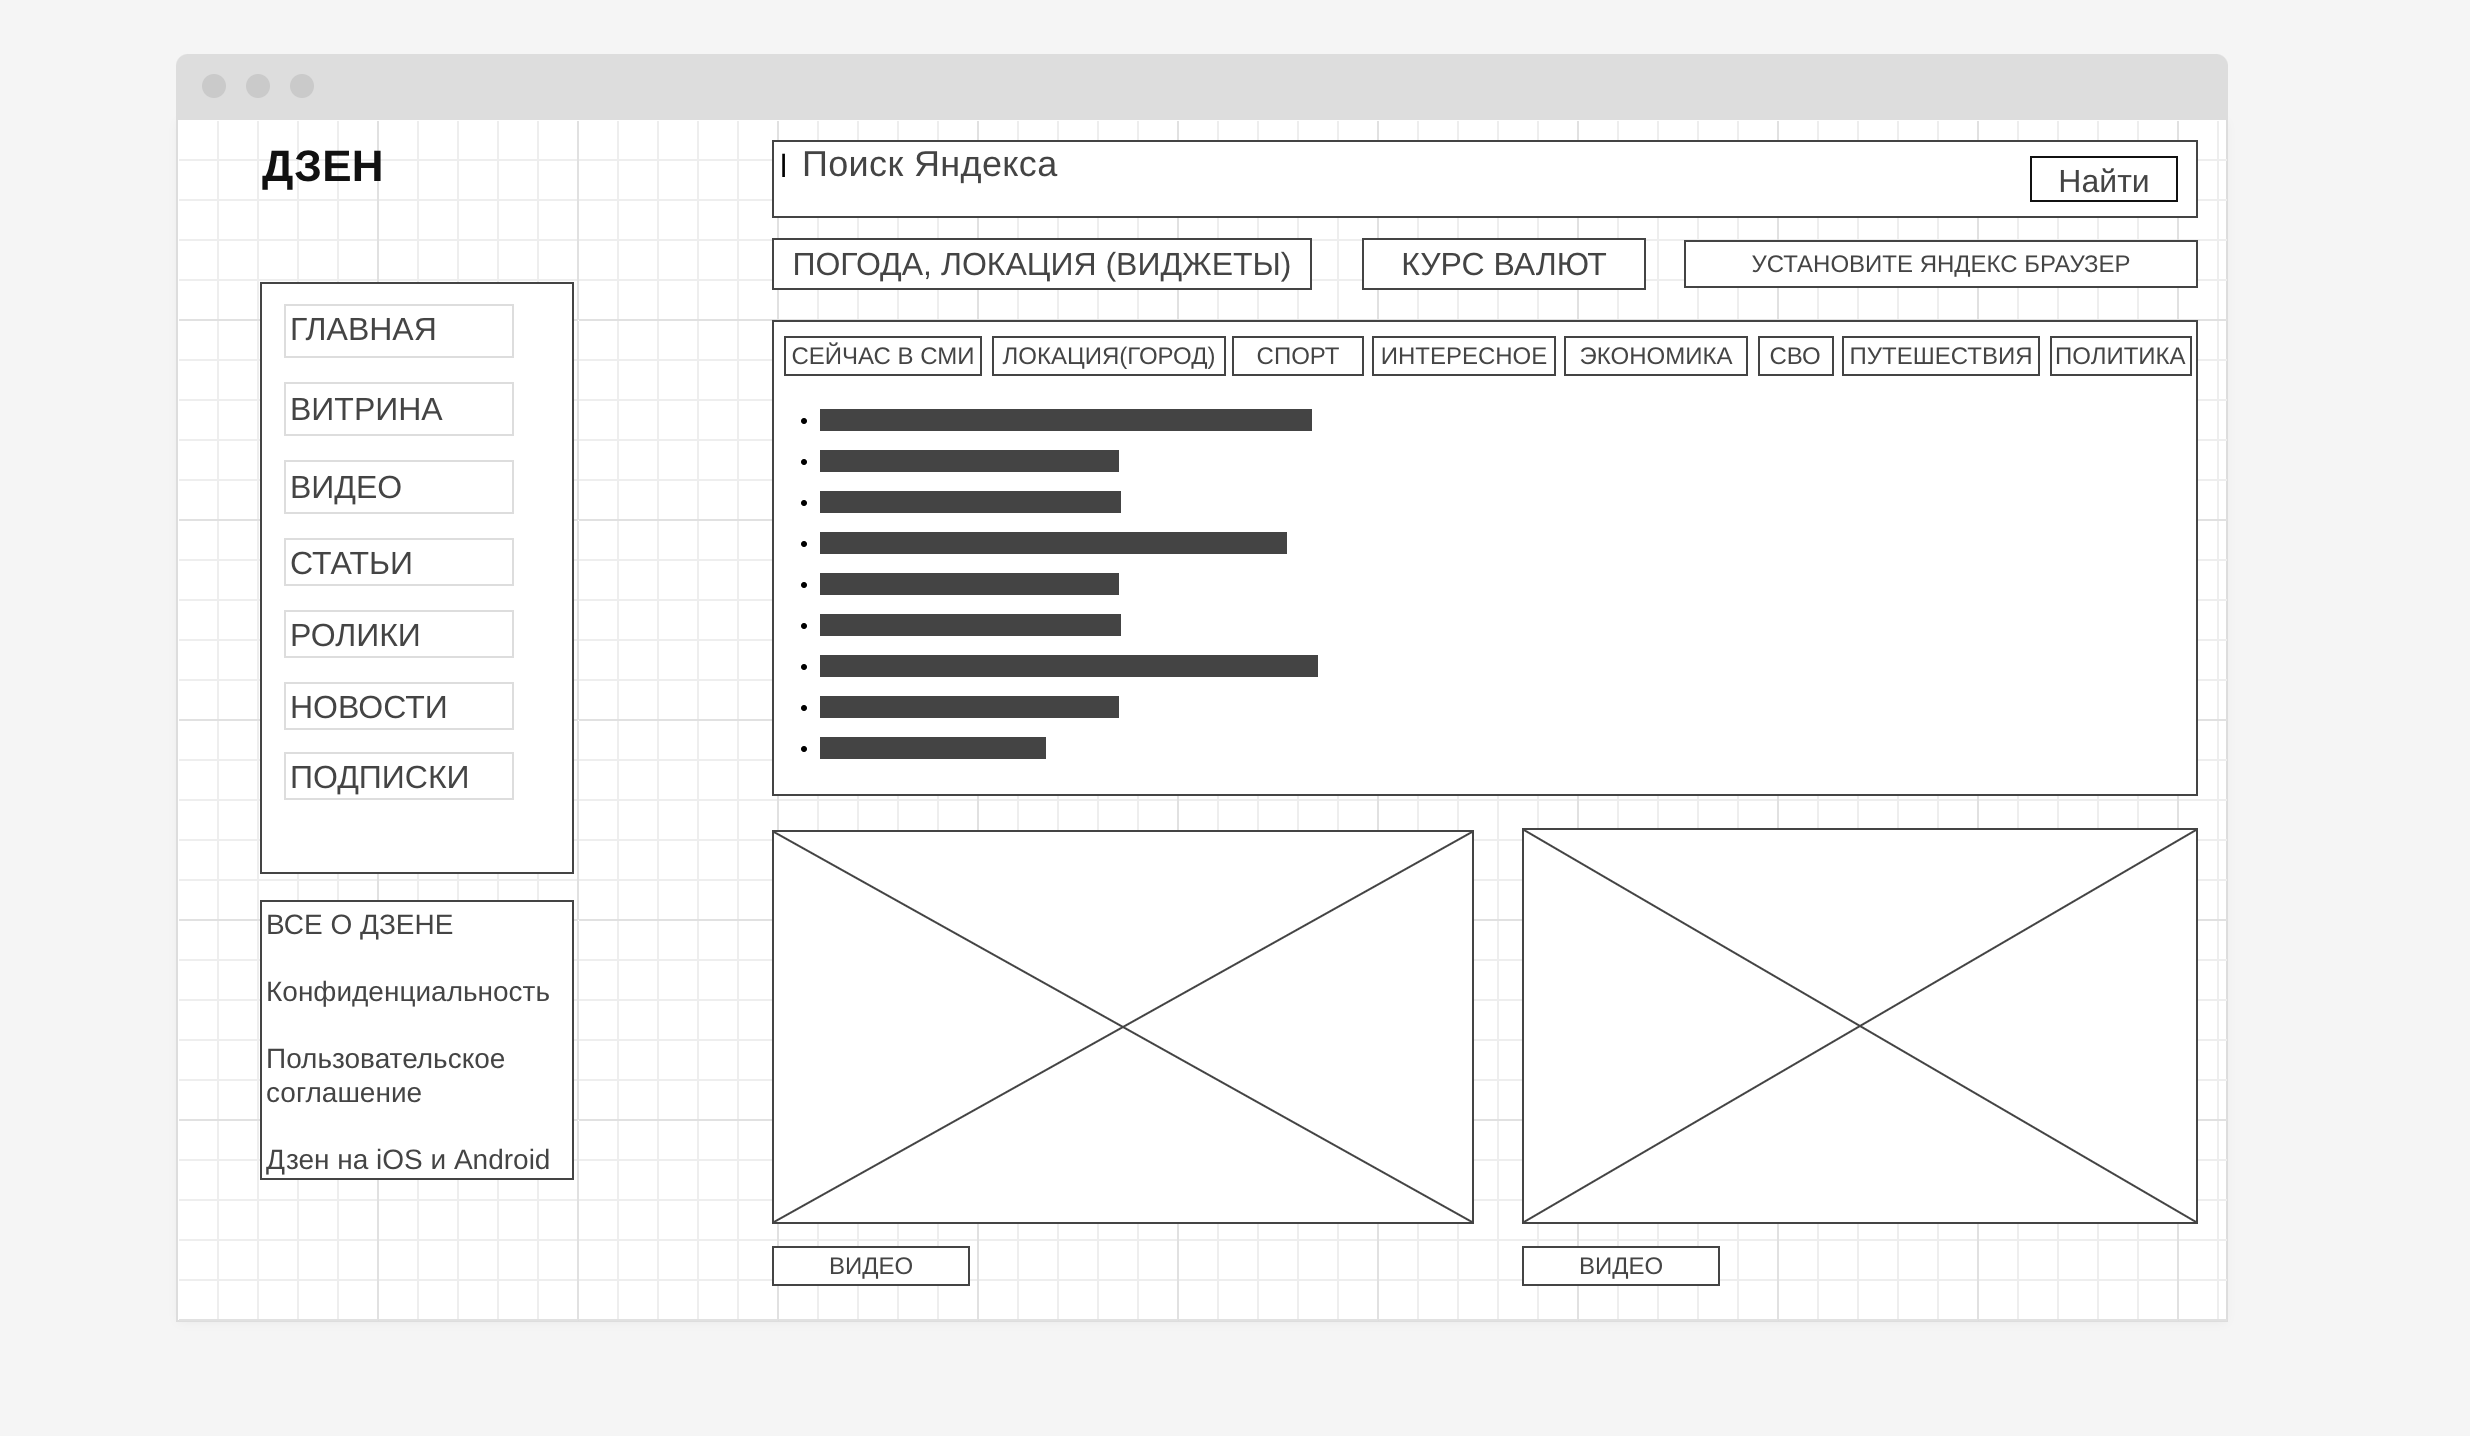 ДЗЕН
Поиск Яндекса
Найти
ПОГОДА, ЛОКАЦИЯ (ВИДЖЕТЫ)
КУРС ВАЛЮТ
УСТАНОВИТЕ ЯНДЕКС БРАУЗЕР
ГЛАВНАЯ
ВИТРИНА
ВИДЕО
СТАТЬИ
РОЛИКИ
НОВОСТИ
ПОДПИСКИ
СЕЙЧАС В СМИ
ЛОКАЦИЯ(ГОРОД)
СПОРТ
ИНТЕРЕСНОЕ
ЭКОНОМИКА
СВО
ПУТЕШЕСТВИЯ
ПОЛИТИКА
ВСЕ О ДЗЕНЕ
Конфиденциальность
Пользовательское
соглашение
Дзен на iOS и Android
ВИДЕО
ВИДЕО